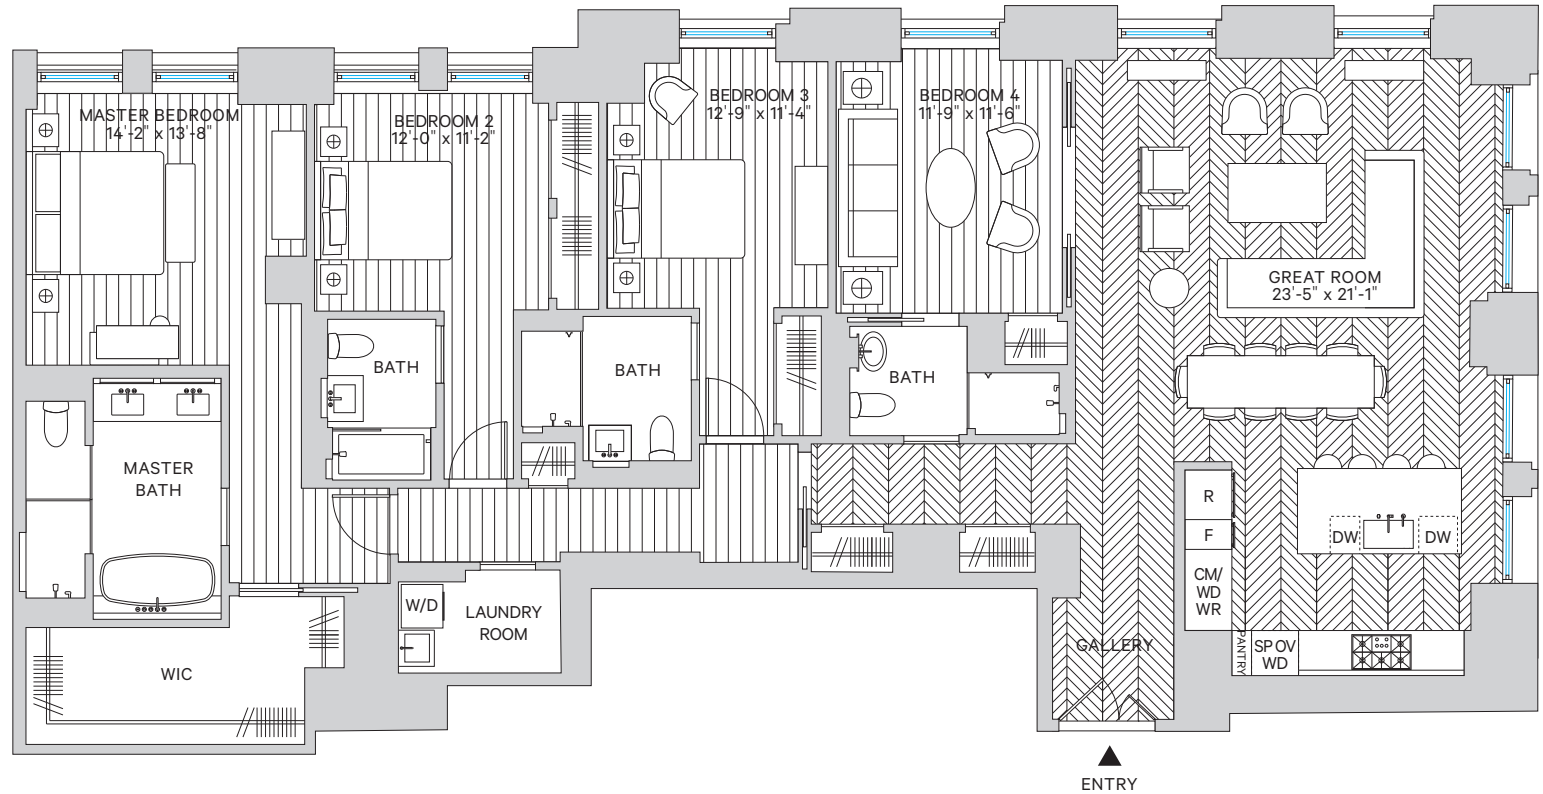 MASTER BEDROOM
14'-2" x 13'-8"
BEDROOM 2
12'-0" x 11'-2"
BEDROOM 3
12'-9" x 11'-4"
BEDROOM 4
11'-9" x 11'-6"
GREAT ROOM
23'-5" x 21'-1"
BATH
BATH
BATH
MASTER
BATH
R
F
CM/
WD
WR
DW
DW
W/D
LAUNDRY
ROOM
GALLERY
PANTRY
SP OV
WD
WIC
ENTRY